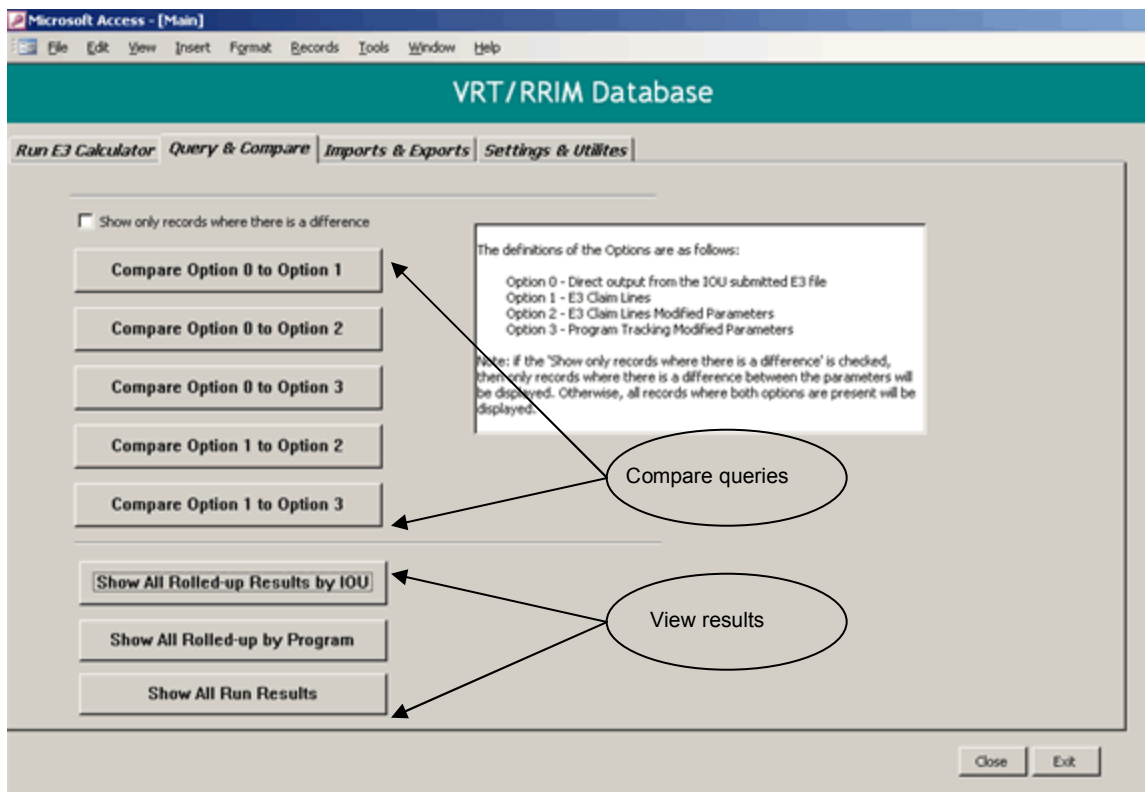 Microsoft Access - [Main]
File Edit View Insert Format Records Tools Window Help
VRT/RRIM Database
Run E3 Calculator Query & Compare Imports & Exports Settings & Utilites
Show only records where there is a difference
Compare Option 0 to Option 1
Compare Option 0 to Option 2
Compare Option 0 to Option 3
Compare Option 1 to Option 2
Compare Option 1 to Option 3
The definitions of the Options are as follows:
Option 0 - Direct output from the IOU submitted E3 file
Option 1 - E3 Claim Lines
Option 2 - E3 Claim Lines Modified Parameters
Option 3 - Program Tracking Modified Parameters
Note: if the 'Show only records where there is a difference' is checked,
then only records where there is a difference between the parameters will
be displayed. Otherwise, all records where both options are present will be
displayed.
Compare queries
Show All Rolled-up Results by IOU
Show All Rolled-up by Program
Show All Run Results
View results
Close Exit